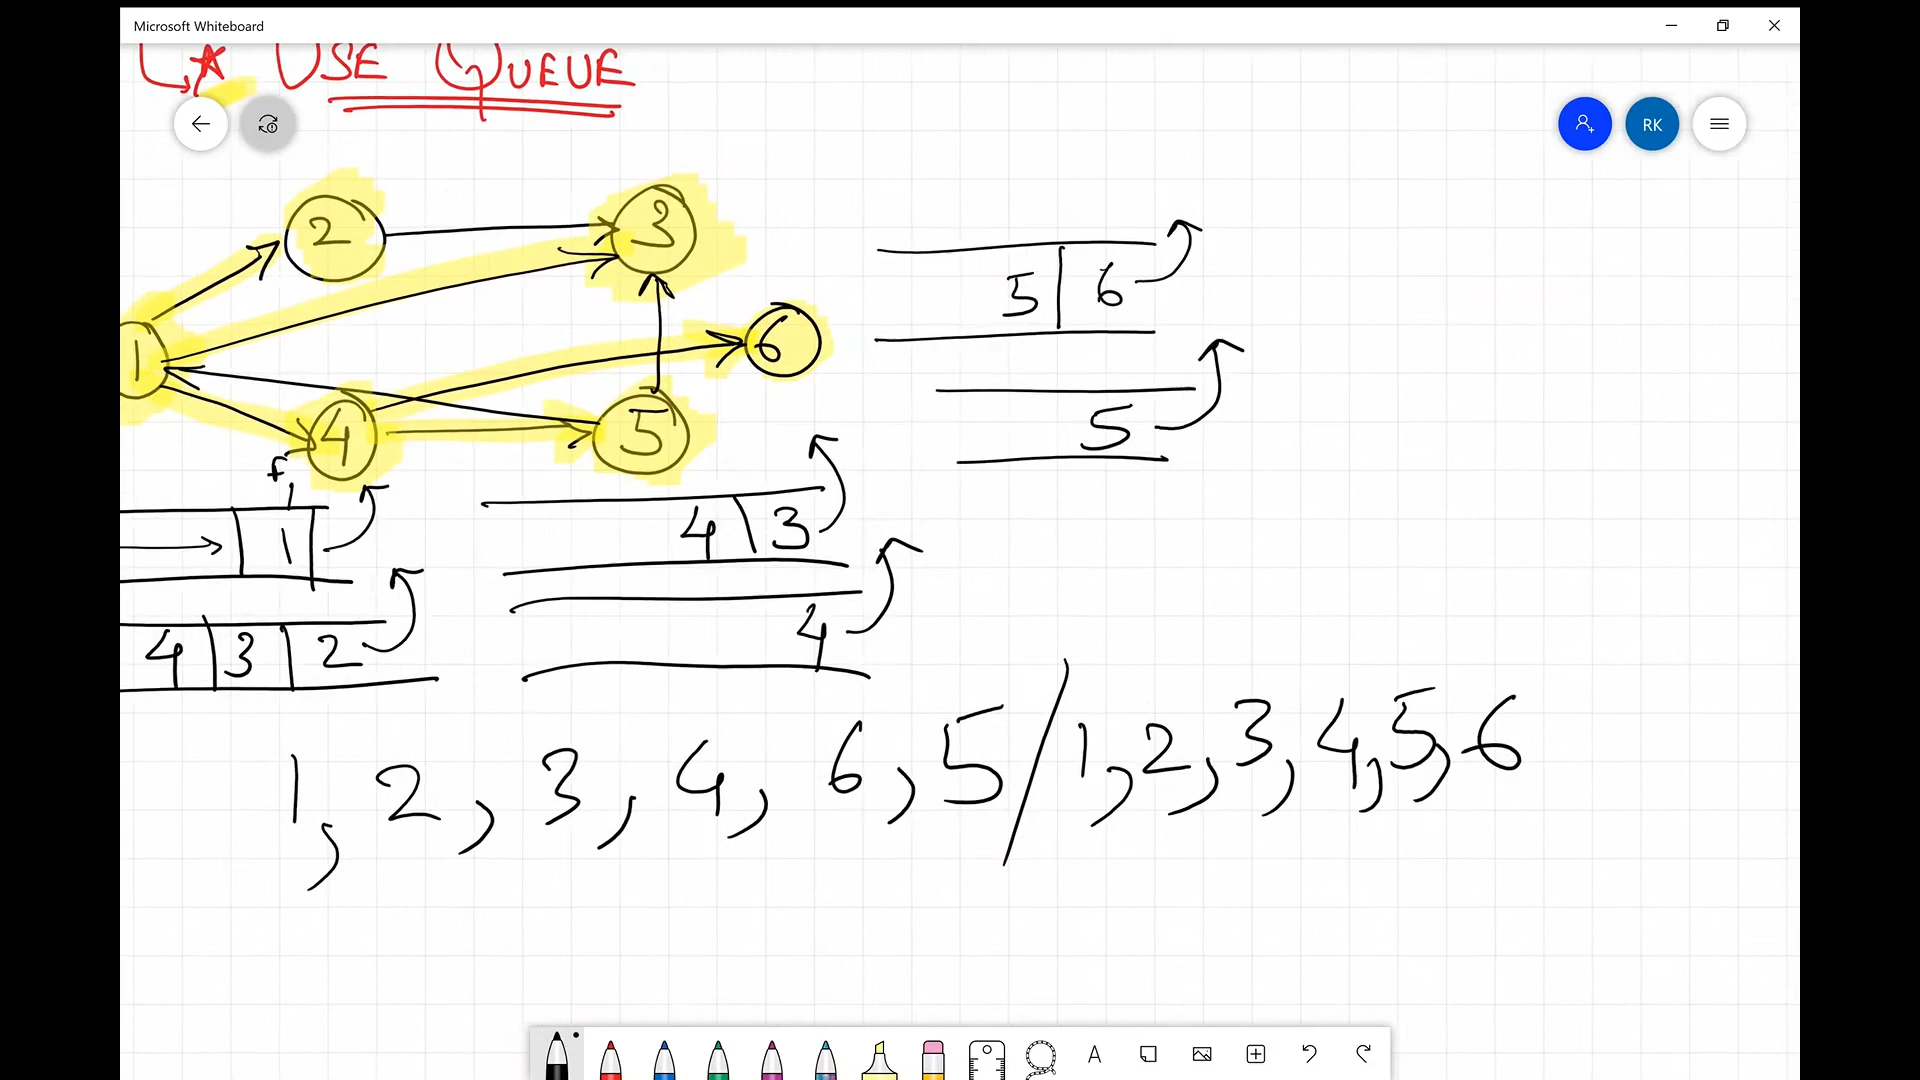 Microsoft Whiteboard
USE QUEUE
RK
2 3
1 6
4 5
5 6
5
f
4 3
1
4
4 3 2
1, 2, 3, 4, 6, 5 / 1, 2, 3, 4, 5, 6
A